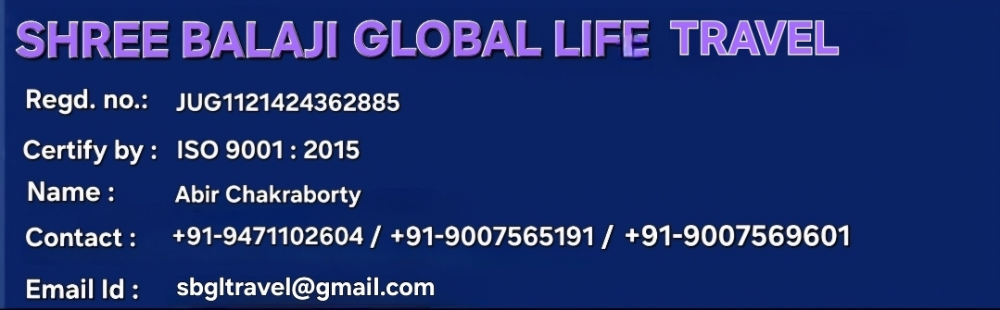 SHREE BALAJI GLOBAL LIFE TRAVEL
Regd. no.: JUG1121424362885
Certify by : ISO 9001 : 2015
Name : Abir Chakraborty
Contact : +91-9471102604 / +91-9007565191 / +91-9007569601
Email Id : sbgltravel@gmail.com